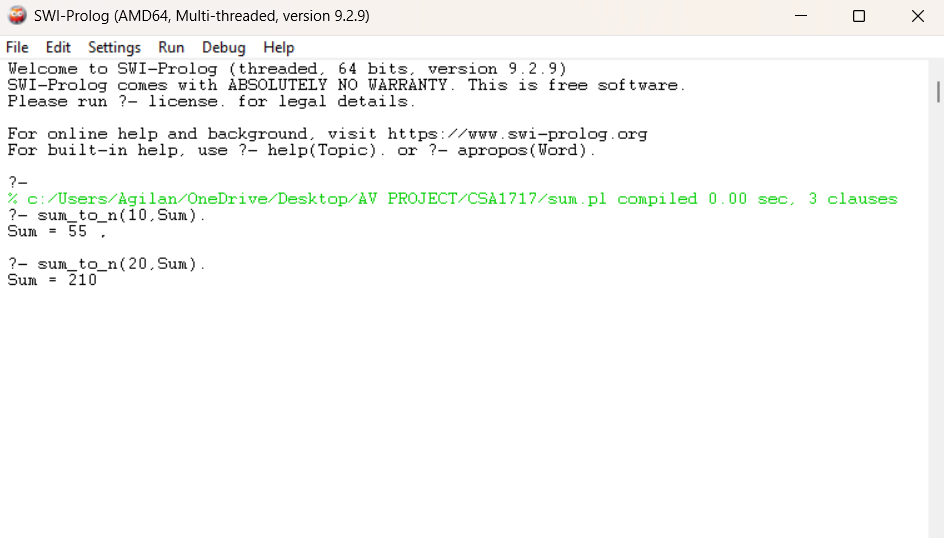 SWI-Prolog (AMD64, Multi-threaded, version 9.2.9)
File Edit Settings Run Debug Help
Welcome to SWI-Prolog (threaded, 64 bits, version 9.2.9)
SWI-Prolog comes with ABSOLUTELY NO WARRANTY. This is free software.
Please run ?- license. for legal details.
For online help and background, visit https://www.swi-prolog.org
For built-in help, use ?- help(Topic). or ?- apropos(Word).
?-
% c:/Users/Agilan/OneDrive/Desktop/AV PROJECT/CSA1717/sum.pl compiled 0.00 sec, 3 clauses
?- sum_to_n(10,Sum).
Sum = 55 .
?- sum_to_n(20,Sum).
Sum = 210